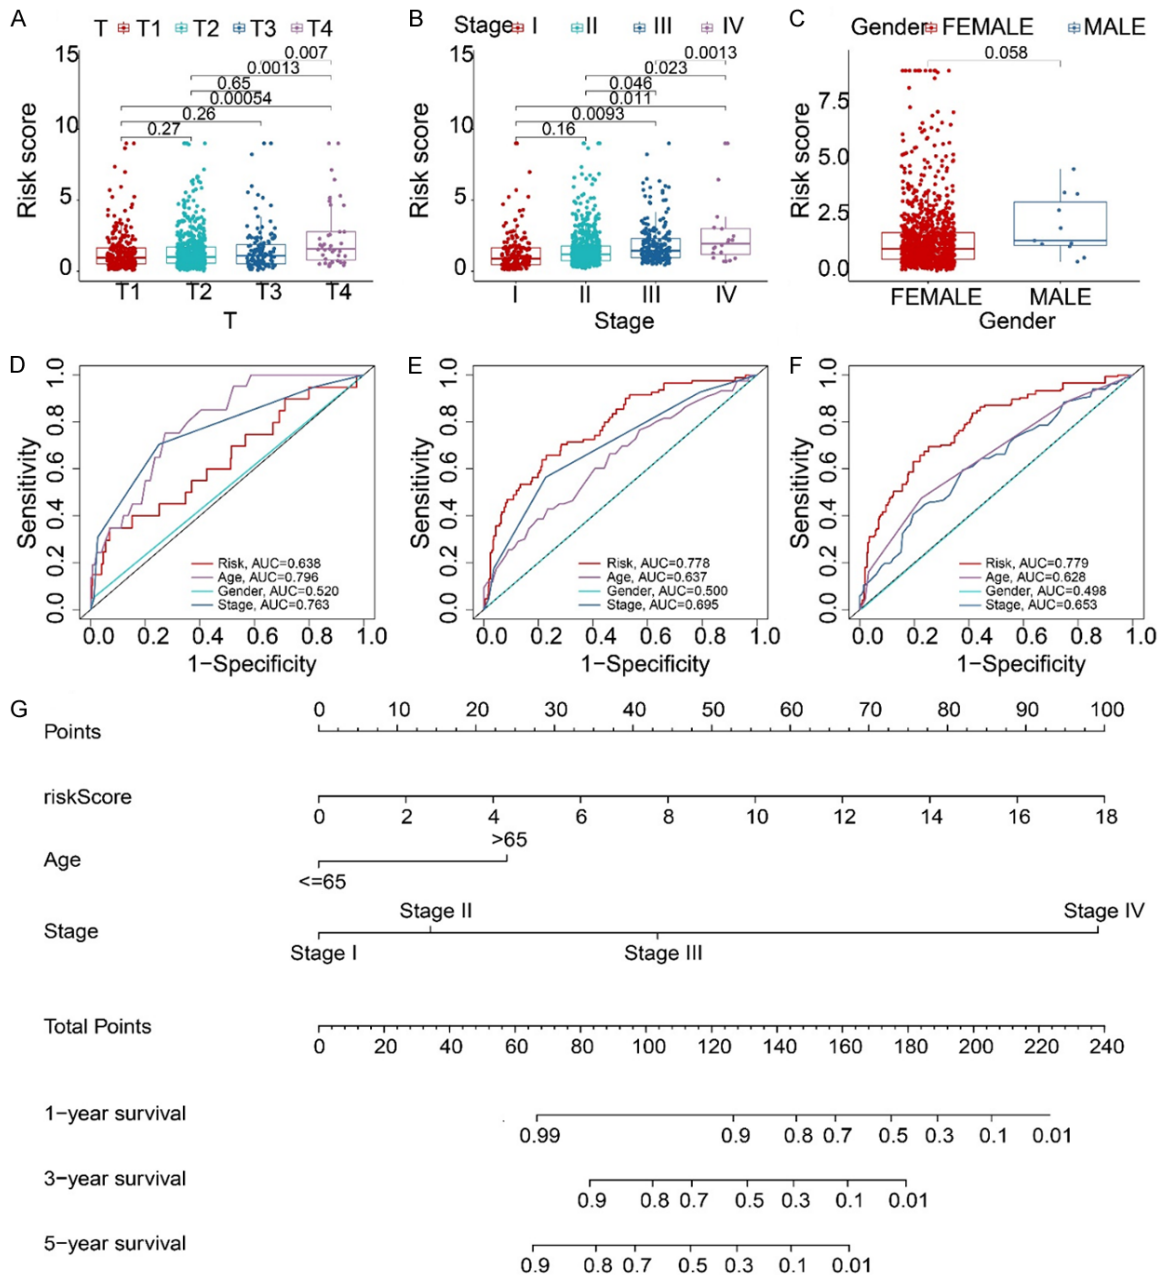 A
T T1 T2 T3 T4
0.007
0.0013
0.65
0.00054
0.26
0.27
15
10
5
0
Risk score
T1 T2 T3 T4
T
B
Stage I II III IV
0.0013
0.023
0.046
0.011
0.0093
0.16
15
10
5
0
Risk score
I II III IV
Stage
C
Gender FEMALE MALE
0.058
7.5
5.0
2.5
0.0
Risk score
FEMALE MALE
Gender
D
1.0
0.8
0.6
0.4
0.2
0.0
Sensitivity
Risk, AUC=0.638
Age, AUC=0.796
Gender, AUC=0.520
Stage, AUC=0.763
0.0 0.2 0.4 0.6 0.8 1.0
1−Specificity
E
1.0
0.8
0.6
0.4
0.2
0.0
Sensitivity
Risk, AUC=0.778
Age, AUC=0.637
Gender, AUC=0.500
Stage, AUC=0.695
0.0 0.2 0.4 0.6 0.8 1.0
1−Specificity
F
1.0
0.8
0.6
0.4
0.2
0.0
Sensitivity
Risk, AUC=0.779
Age, AUC=0.628
Gender, AUC=0.498
Stage, AUC=0.653
0.0 0.2 0.4 0.6 0.8 1.0
1−Specificity
G
0 10 20 30 40 50 60 70 80 90 100
Points
riskScore
0 2 4 6 8 10 12 14 16 18
>65
Age
<=65
Stage II Stage IV
Stage
Stage I Stage III
Total Points
0 20 40 60 80 100 120 140 160 180 200 220 240
1−year survival
0.99 0.9 0.8 0.7 0.5 0.3 0.1 0.01
3−year survival
0.9 0.8 0.7 0.5 0.3 0.1 0.01
5−year survival
0.9 0.8 0.7 0.5 0.3 0.1 0.01